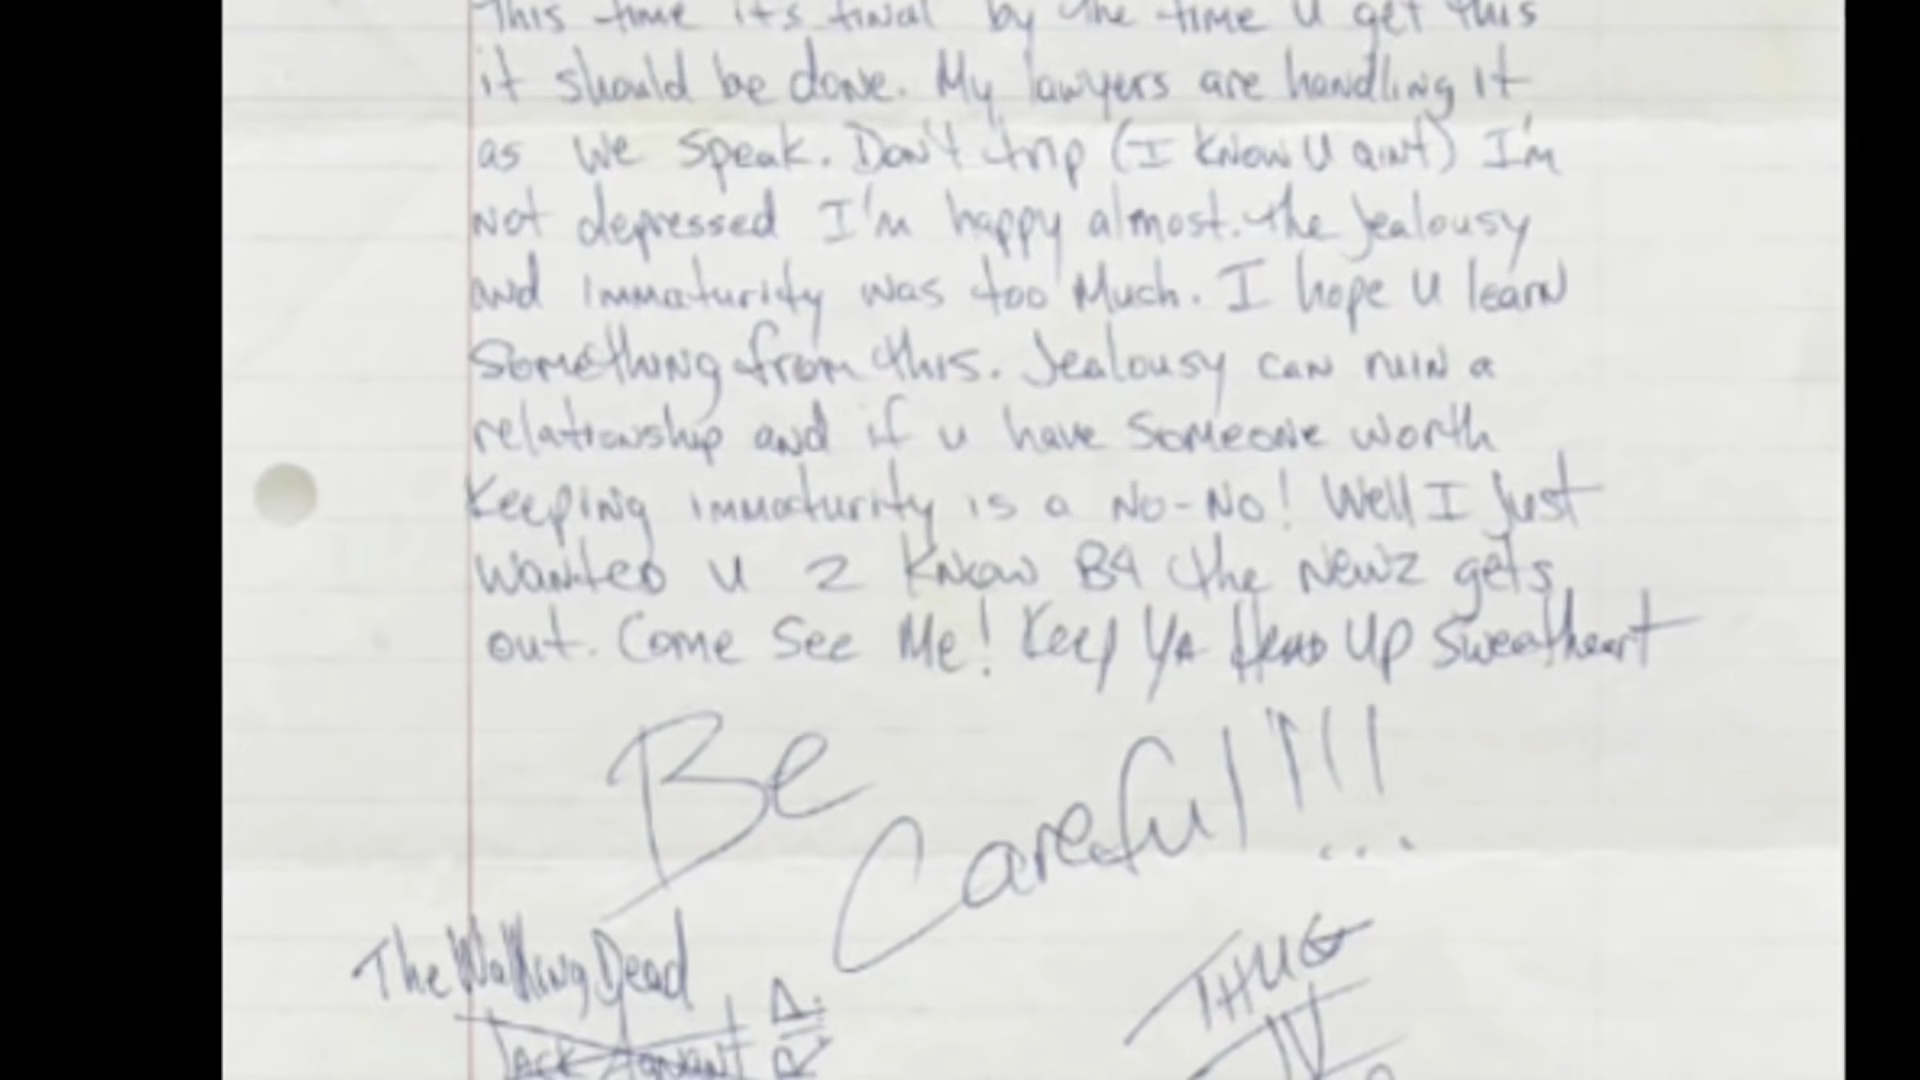 This time it's final by the time u get this
it should be done. My lawyers are handling it
as we speak. Don't trip (I know U aint) I'm
not depressed I'm happy almost. the jealousy
and immaturity was too much. I hope u learn
something from this. Jealousy can ruin a
relationship and if u have someone worth
keeping immaturity is a No-No! Well I just
wanted u 2 know B4 the newz gets
out. Come See Me! Keep Ya Head Up Sweetheart
Be
Careful!!!
...
The Walking Dead
THUG
R.I.P.
Jack